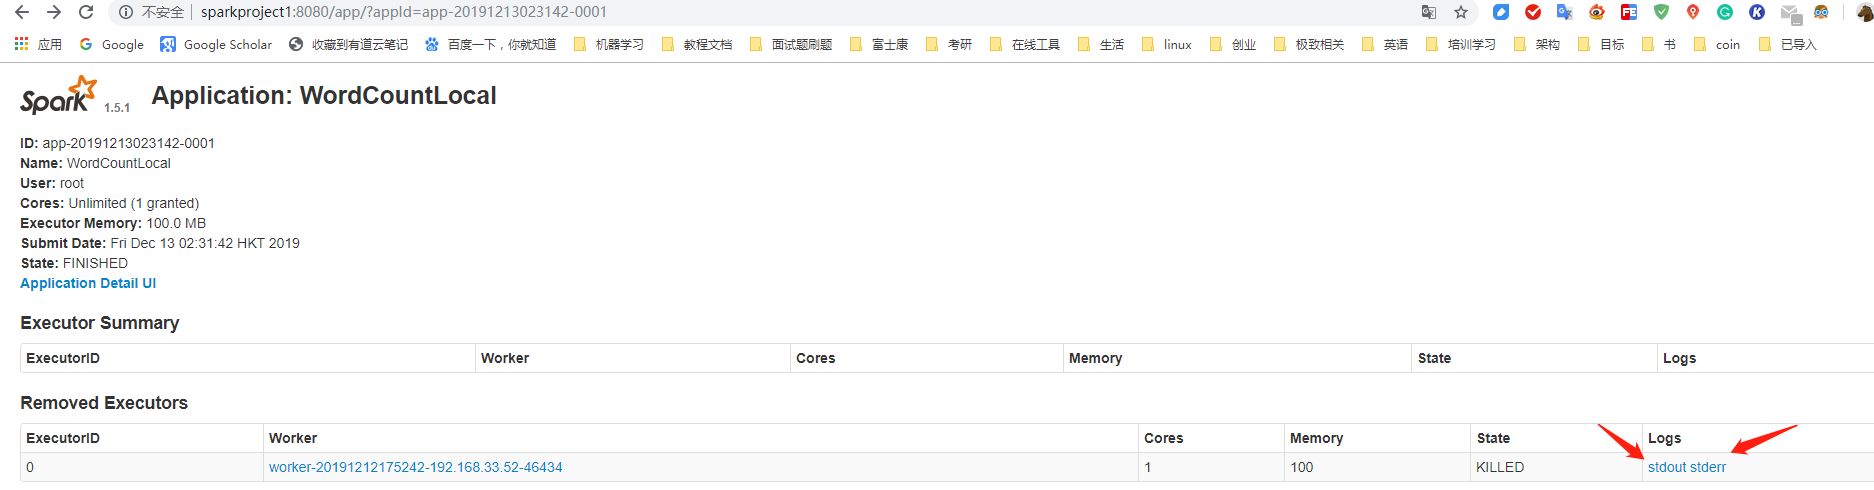 不安全 | sparkproject1:8080/app/?appId=app-20191213023142-0001
应用 Google Google Scholar 收藏到有道云笔记 百度一下，你就知道 机器学习 教程文档 面试题刷题 富士康 考研 在线工具 生活 linux 创业 极致相关 英语 培训学习 架构 目标 书 coin 已导入
Spark 1.5.1 Application: WordCountLocal
ID: app-20191213023142-0001
Name: WordCountLocal
User: root
Cores: Unlimited (1 granted)
Executor Memory: 100.0 MB
Submit Date: Fri Dec 13 02:31:42 HKT 2019
State: FINISHED
Application Detail UI
Executor Summary
ExecutorID Worker Cores Memory State Logs
Removed Executors
ExecutorID Worker Cores Memory State Logs
0 worker-20191212175242-192.168.33.52-46434 1 100 KILLED stdout stderr